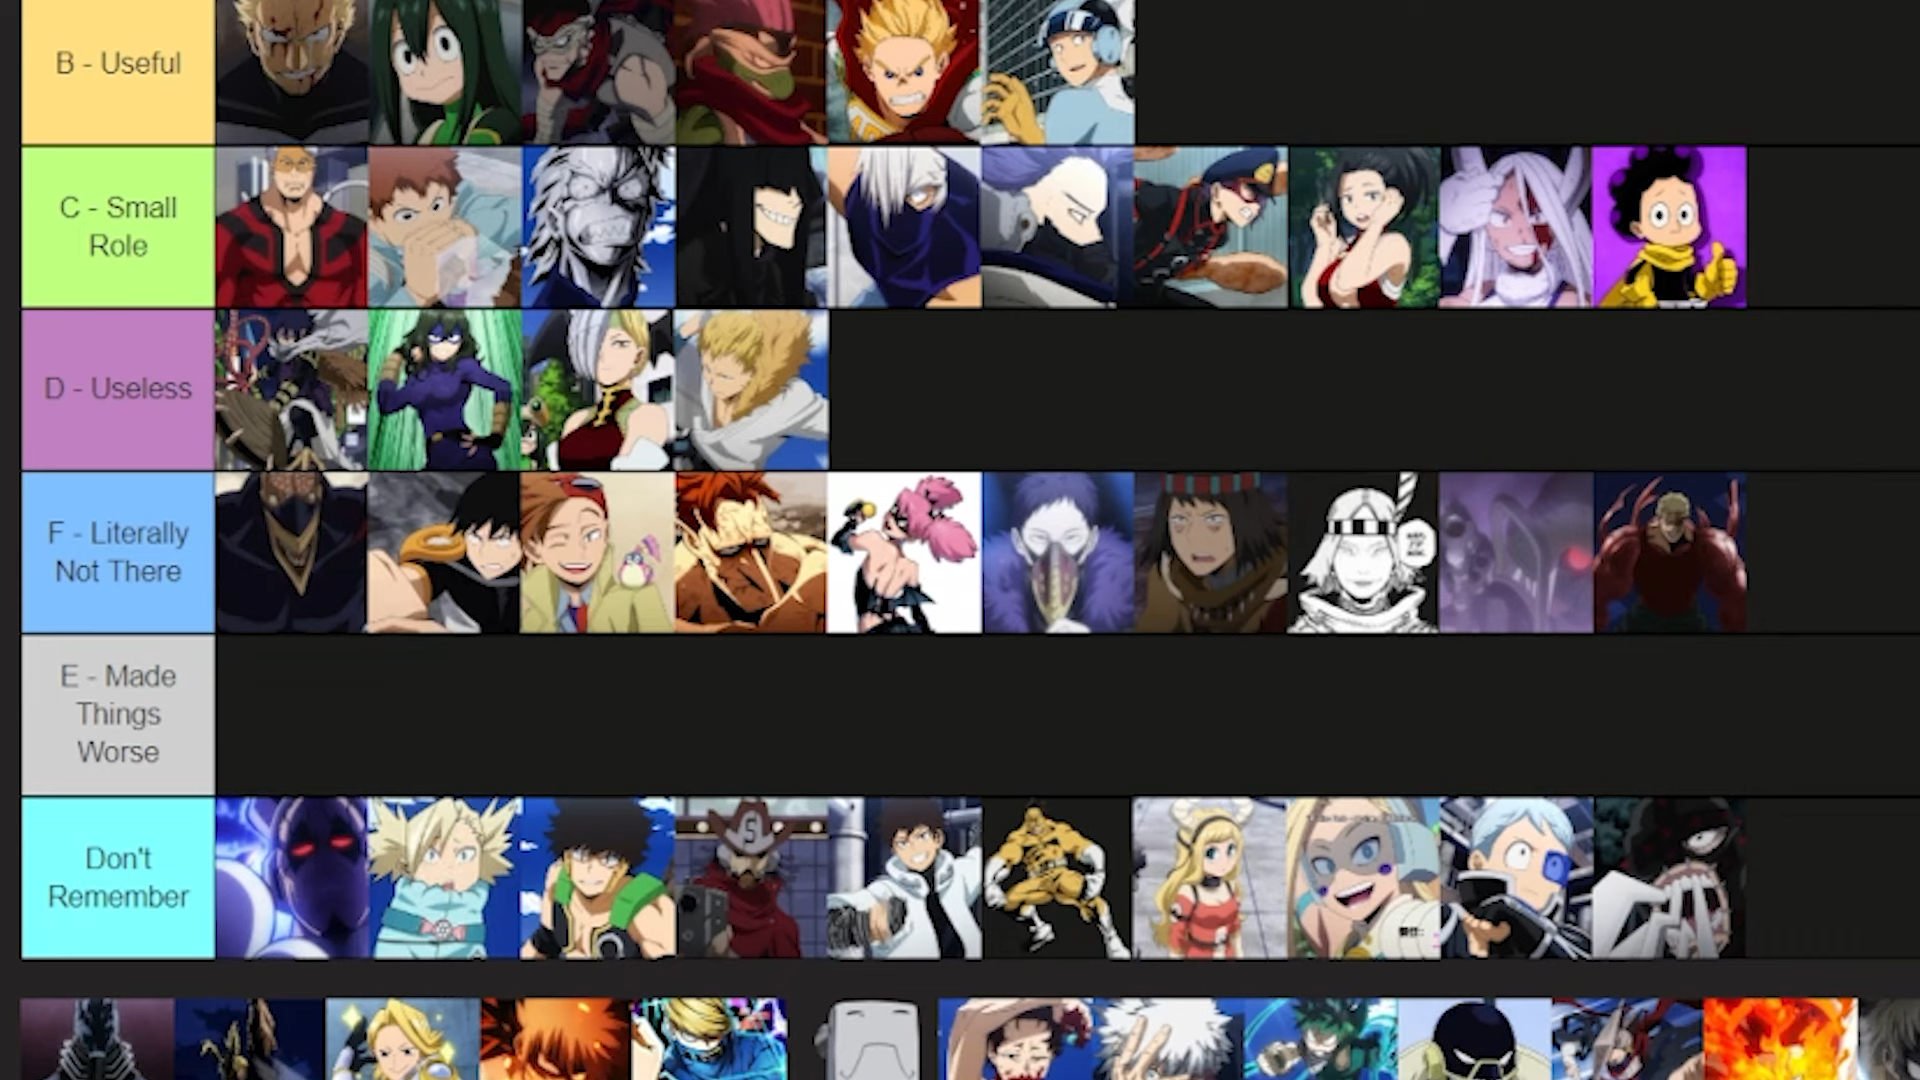 B - Useful
C - Small
Role
D - Useless
F - Literally
Not There
E - Made
Things
Worse
Don't
Remember
S